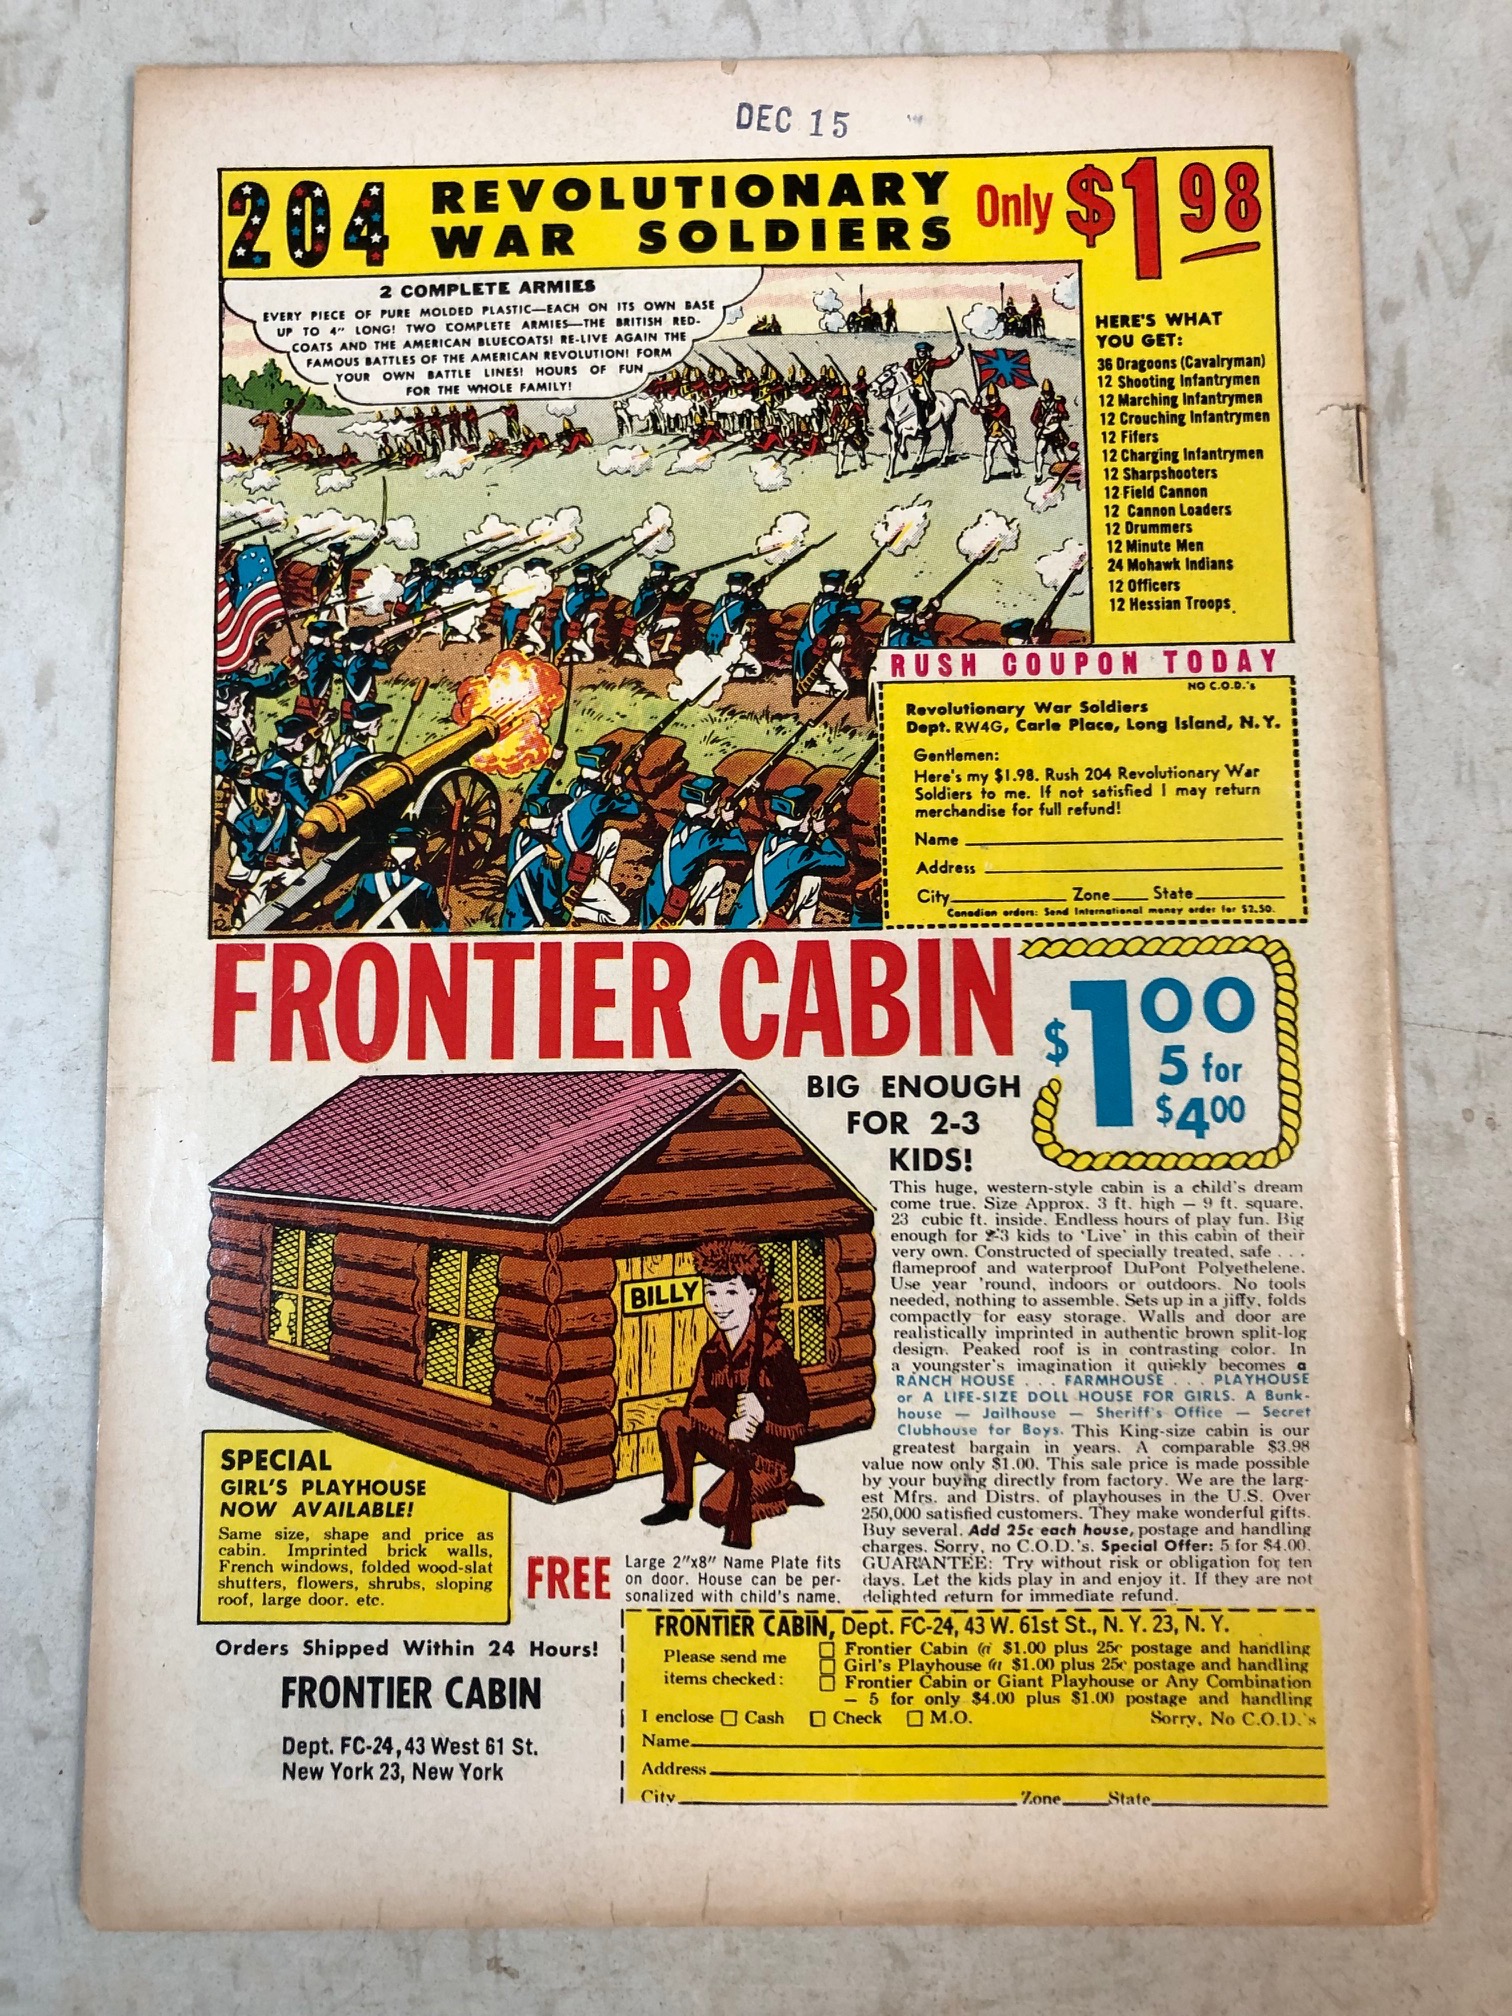 DEC 15
204 REVOLUTIONARY WAR SOLDIERS Only $1 98
2 COMPLETE ARMIES
EVERY PIECE OF PURE MOLDED PLASTIC—EACH ON ITS OWN BASE
UP TO 4" LONG! TWO COMPLETE ARMIES—THE BRITISH RED-
COATS AND THE AMERICAN BLUECOATS! RE-LIVE AGAIN THE
FAMOUS BATTLES OF THE AMERICAN REVOLUTION! FORM
YOUR OWN BATTLE LINES! HOURS OF FUN
FOR THE WHOLE FAMILY!
HERE'S WHAT
YOU GET:
36 Dragoons (Cavalryman)
12 Shooting Infantrymen
12 Marching Infantrymen
12 Crouching Infantrymen
12 Fifers
12 Charging Infantrymen
12 Sharpshooters
12 Field Cannon
12 Cannon Loaders
12 Drummers
12 Minute Men
24 Mohawk Indians
12 Officers
12 Hessian Troops
RUSH COUPON TODAY
NO C.O.D.'s
Revolutionary War Soldiers
Dept. RW4G, Carle Place, Long Island, N.Y.
Gentlemen:
Here's my $1.98. Rush 204 Revolutionary War
Soldiers to me. If not satisfied I may return
merchandise for full refund!
Name
Address
City Zone State
Canadian orders: Send International money order for $2.50.
FRONTIER CABIN
$1 00
5 for
$4 00
BIG ENOUGH
FOR 2-3
KIDS!
BILLY
This huge, western-style cabin is a child's dream
come true. Size Approx. 3 ft. high — 9 ft. square,
23 cubic ft. inside. Endless hours of play fun. Big
enough for 2-3 kids to 'Live' in this cabin of their
very own. Constructed of specially treated, safe . . .
flameproof and waterproof DuPont Polyethelene.
Use year 'round, indoors or outdoors. No tools
needed, nothing to assemble. Sets up in a jiffy, folds
compactly for easy storage. Walls and door are
realistically imprinted in authentic brown split-log
design. Peaked roof is in contrasting color. In
a youngster's imagination it quickly becomes a
RANCH HOUSE . . . FARMHOUSE . . . PLAYHOUSE
or A LIFE-SIZE DOLL HOUSE FOR GIRLS. A Bunk-
house — Jailhouse — Sheriff's Office — Secret
Clubhouse for Boys. This King-size cabin is our
greatest bargain in years. A comparable $3.98
value now only $1.00. This sale price is made possible
by your buying directly from factory. We are the larg-
est Mfrs. and Distrs. of playhouses in the U.S. Over
250,000 satisfied customers. They make wonderful gifts.
Buy several. Add 25c each house, postage and handling
charges. Sorry, no C.O.D.'s. Special Offer: 5 for $4.00.
GUARANTEE: Try without risk or obligation for ten
days. Let the kids play in and enjoy it. If they are not
delighted return for immediate refund.
SPECIAL
GIRL'S PLAYHOUSE
NOW AVAILABLE!
Same size, shape and price as
cabin. Imprinted brick walls,
French windows, folded wood-slat
shutters, flowers, shrubs, sloping
roof, large door. etc.
FREE
Large 2"x8" Name Plate fits
on door. House can be per-
sonalized with child's name.
Orders Shipped Within 24 Hours!
FRONTIER CABIN
Dept. FC-24, 43 West 61 St.
New York 23, New York
FRONTIER CABIN, Dept. FC-24, 43 W. 61st St., N. Y. 23, N. Y.
Please send me
items checked:
Frontier Cabin @ $1.00 plus 25c postage and handling
Girl's Playhouse @ $1.00 plus 25c postage and handling
Frontier Cabin or Giant Playhouse or Any Combination
— 5 for only $4.00 plus $1.00 postage and handling
I enclose Cash Check M.O. Sorry, No C.O.D.'s
Name
Address
City Zone State